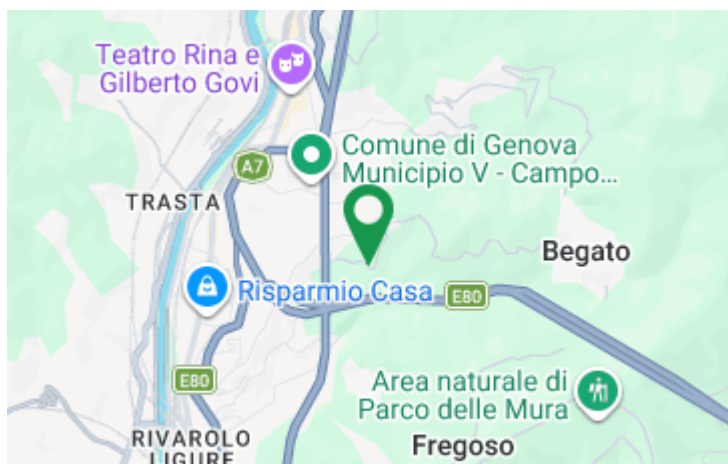 Teatro Rina e
Gilberto Govi
A7
Comune di Genova
Municipio V - Campo...
TRASTA
Begato
Risparmio Casa
E80
E80
Area naturale di
Parco delle Mura
RIVAROLO
LIGURE
Fregoso